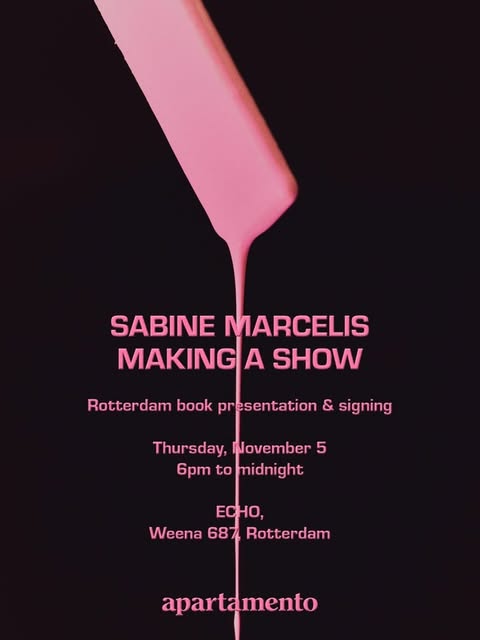 SABINE MARCELIS
MAKING A SHOW
Rotterdam book presentation & signing
Thursday, November 5
6pm to midnight
ECHO,
Weena 687, Rotterdam
apartamento